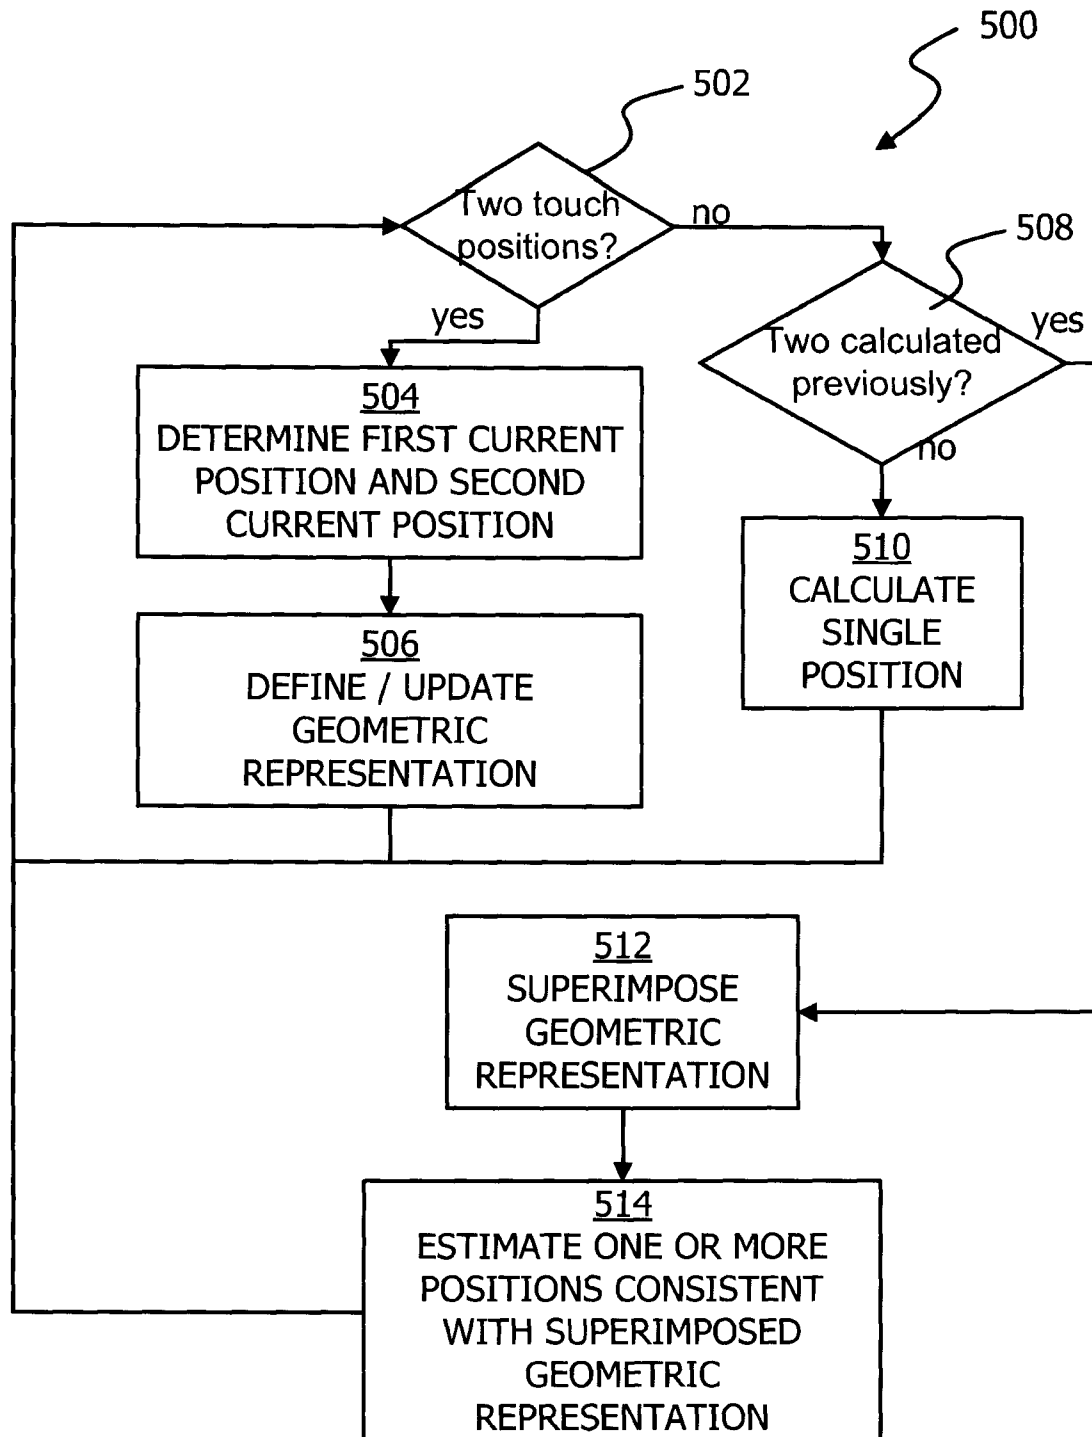 500
502
Two touch
positions?
no
508
yes
Two calculated
previously?
yes
no
504
DETERMINE FIRST CURRENT
POSITION AND SECOND
CURRENT POSITION
510
CALCULATE
SINGLE
POSITION
506
DEFINE / UPDATE
GEOMETRIC
REPRESENTATION
512
SUPERIMPOSE
GEOMETRIC
REPRESENTATION
514
ESTIMATE ONE OR MORE
POSITIONS CONSISTENT
WITH SUPERIMPOSED
GEOMETRIC
REPRESENTATION